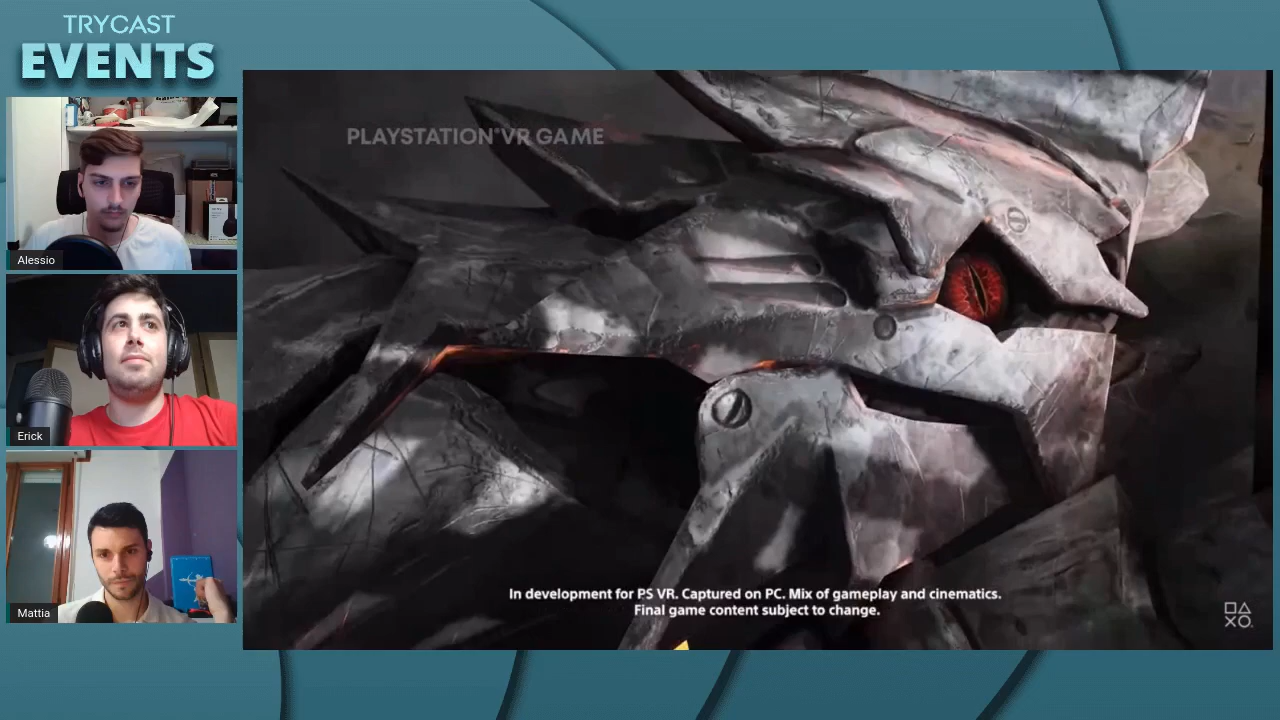 TRYCAST
EVENTS
Alessio
Erick
Mattia
PLAYSTATION®VR GAME
In development for PS VR. Captured on PC. Mix of gameplay and cinematics.
Final game content subject to change.